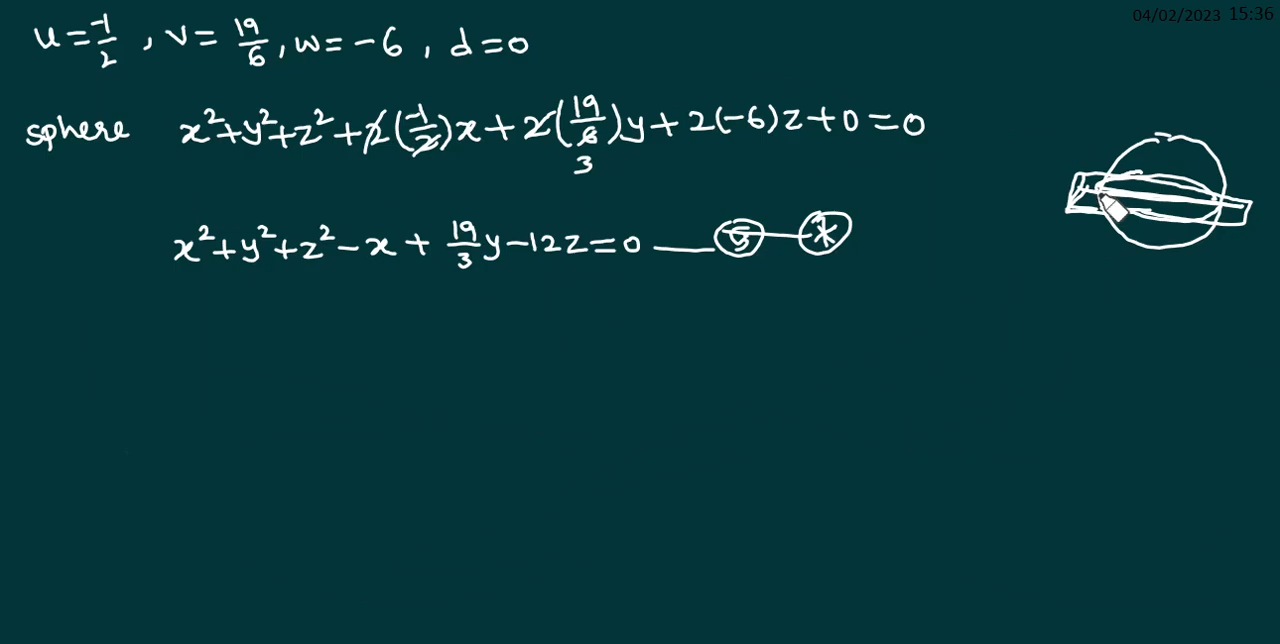 04/02/2023 15:36
u = -1/2 , v = 19/6 , w = -6 , d = 0
sphere x² + y² + z² + 2(-1/2)x + 2(19/6)y + 2(-6)z + 0 = 0
3
x² + y² + z² - x + 19/3 y - 12z = 0 — 5 — *